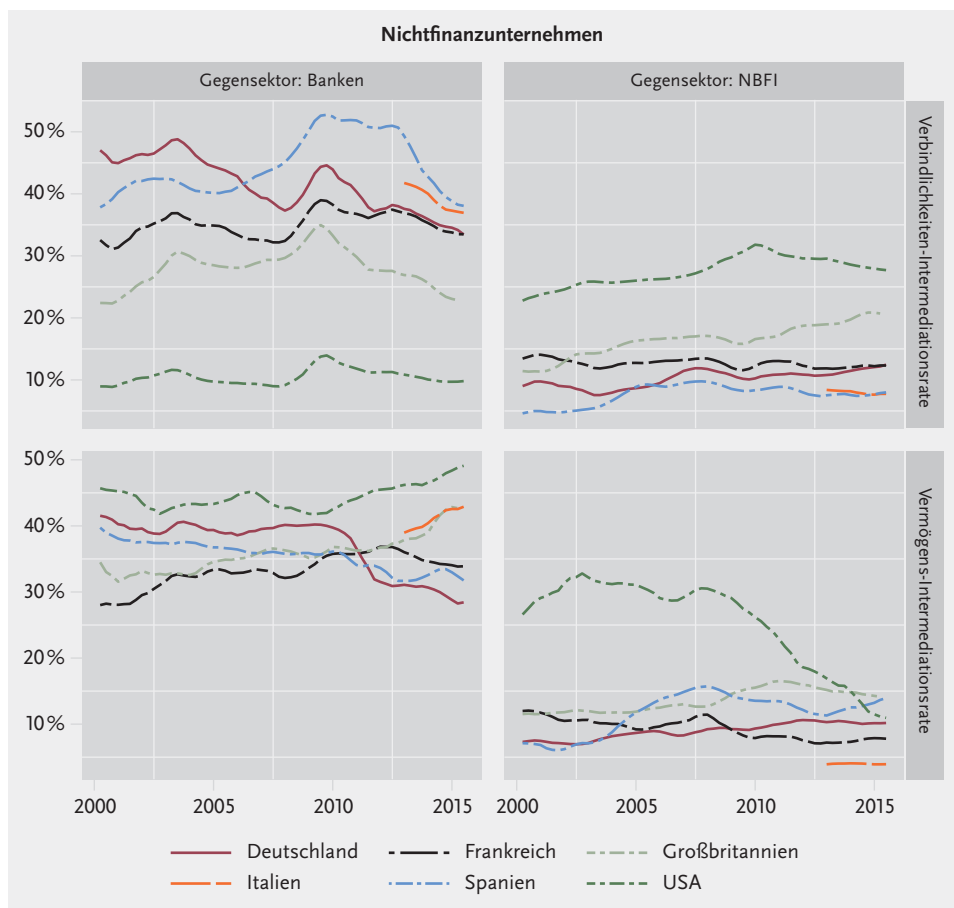 Nichtfinanzunternehmen
Gegensektor: Banken
Gegensektor: NBFI
50 %
40 %
30 %
20 %
10 %
Verbindlichkeiten-Intermediationsrate
50 %
40 %
30 %
20 %
10 %
Vermögens-Intermediationsrate
2000 2005 2010 2015
2000 2005 2010 2015
Deutschland Frankreich Großbritannien
Italien Spanien USA